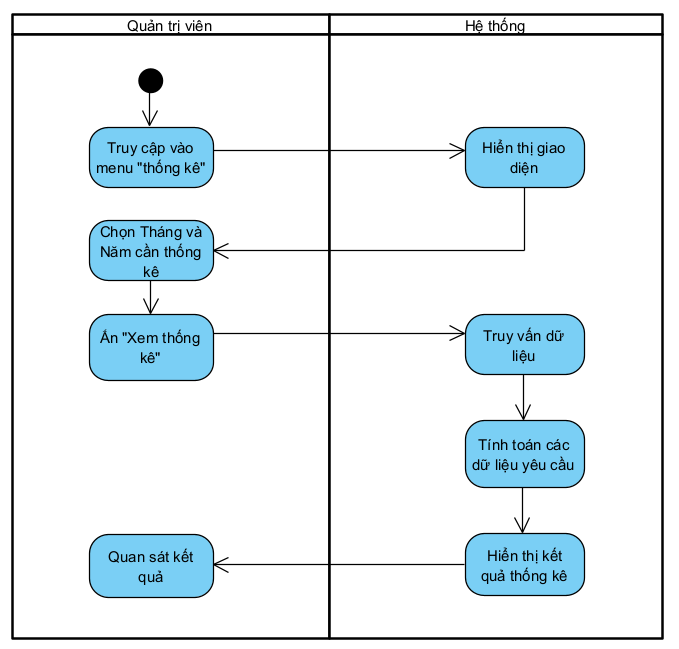 Quản trị viên
Hệ thống
Truy cập vào
menu "thống kê"
Hiển thị giao
diện
Chọn Tháng và
Năm cần thống
kê
Ấn "Xem thống
kê"
Truy vấn dữ
liệu
Tính toán các
dữ liệu yêu cầu
Hiển thị kết
quả thống kê
Quan sát kết
quả